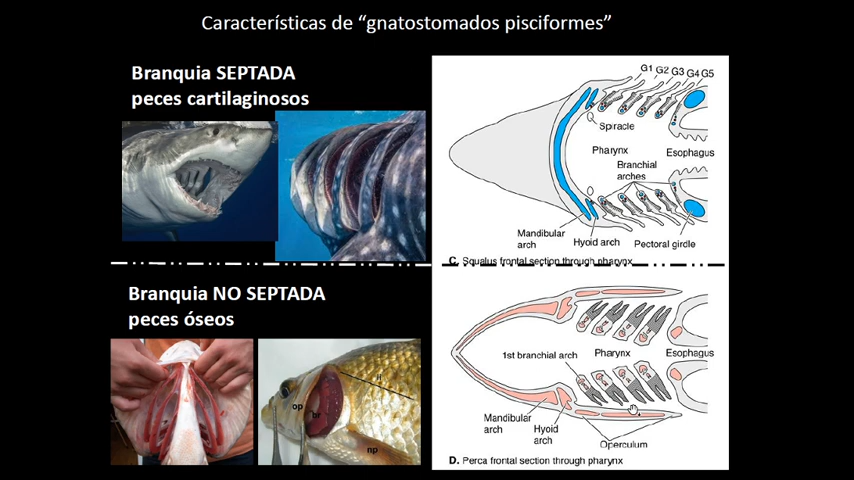 Características de “gnatostomados pisciformes”
Branquia SEPTADA
peces cartilaginosos
G1 G2 G3 G4 G5
Spiracle
Pharynx
Esophagus
Branchial
arches
Mandibular
arch
Hyoid arch
Pectoral girdle
C. Squalus frontal section through pharynx
Branquia NO SEPTADA
peces óseos
1st branchial arch
Pharynx
Esophagus
Mandibular
arch
Hyoid
arch
Operculum
D. Perca frontal section through pharynx
op
br
np